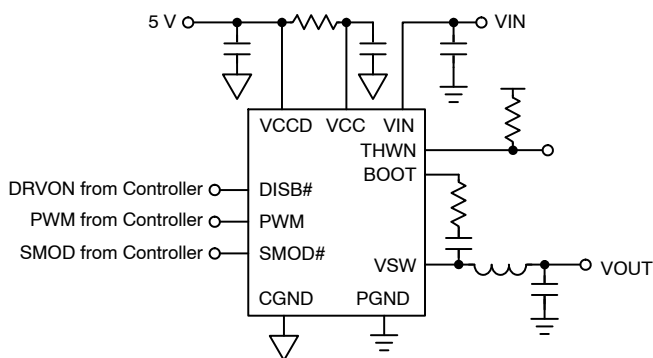 5 V
VIN
VCCD
VCC
VIN
THWN
BOOT
DRVON from Controller
DISB#
PWM from Controller
PWM
SMOD from Controller
SMOD#
VSW
VOUT
CGND
PGND